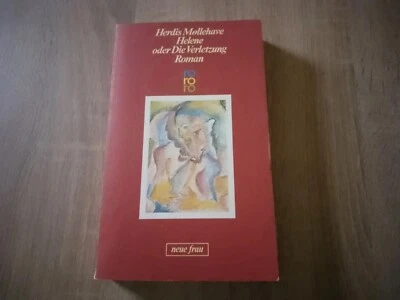 Herdis Møllehave
Helene
oder Die Verletzung
Roman
ro
ro
ro
neue frau